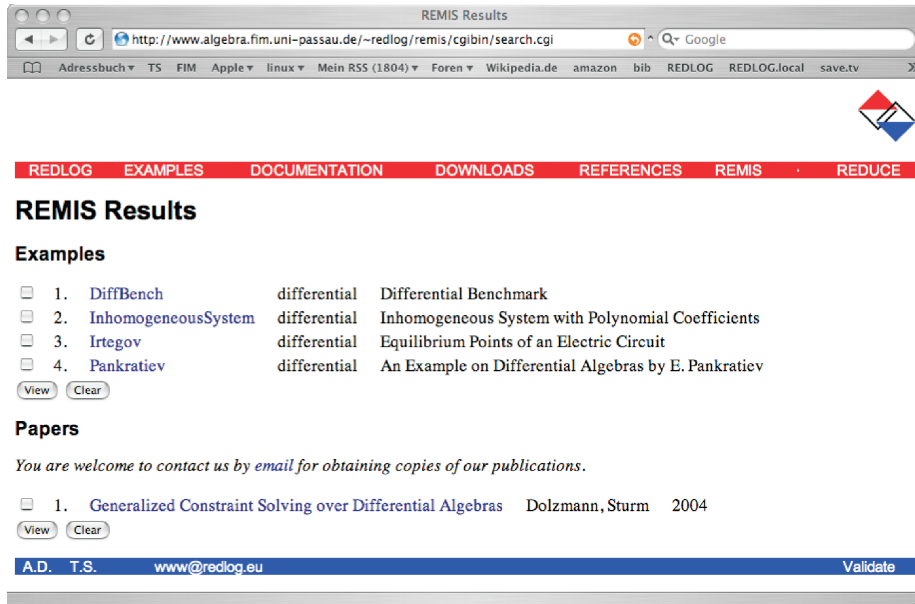 REMIS Results
http://www.algebra.fim.uni-passau.de/~redlog/remis/cgibin/search.cgi Google
Adressbuch TS FIM Apple linux Mein RSS (1804) Foren Wikipedia.de amazon bib REDLOG REDLOG.local save.tv
REDLOG EXAMPLES DOCUMENTATION DOWNLOADS REFERENCES REMIS · REDUCE
REMIS Results
Examples
1. DiffBench differential Differential Benchmark
2. InhomogeneousSystem differential Inhomogeneous System with Polynomial Coefficients
3. Irtegov differential Equilibrium Points of an Electric Circuit
4. Pankratiev differential An Example on Differential Algebras by E. Pankratiev
View Clear
Papers
You are welcome to contact us by email for obtaining copies of our publications.
1. Generalized Constraint Solving over Differential Algebras Dolzmann, Sturm 2004
View Clear
A.D. T.S. www@redlog.eu Validate